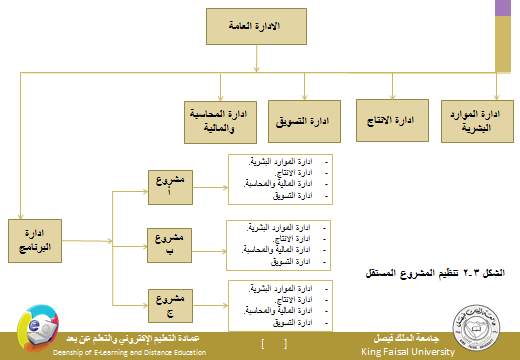 الادارة العامة
ادارة الموارد
البشرية
ادارة الانتاج
ادارة التسويق
ادارة المحاسبة
والمالية
ادارة
البرنامج
مشروع
أ
- ادارة الموارد البشرية.
- ادارة الانتاج.
- ادارة المالية والمحاسبة.
- ادارة التسويق
مشروع
ب
- ادارة الموارد البشرية.
- ادارة الانتاج.
- ادارة المالية والمحاسبة.
- ادارة التسويق
مشروع
ج
- ادارة الموارد البشرية.
- ادارة الانتاج.
- ادارة المالية والمحاسبة.
- ادارة التسويق
الشكل ٣-٢ تنظيم المشروع المستقل
جامعة الملك فيصل
King Faisal University
[ ]
عمادة التعليم الإلكتروني والتعلم عن بعد
Deanship of E-Learning and Distance Education